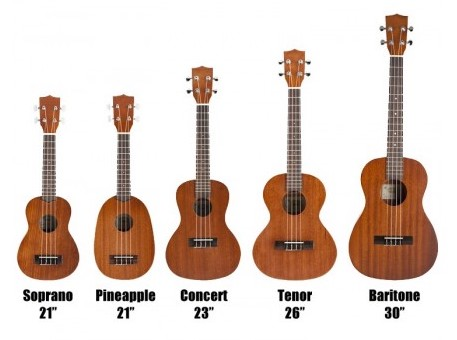 Soprano
21"
Pineapple
21"
Concert
23"
Tenor
26"
Baritone
30"